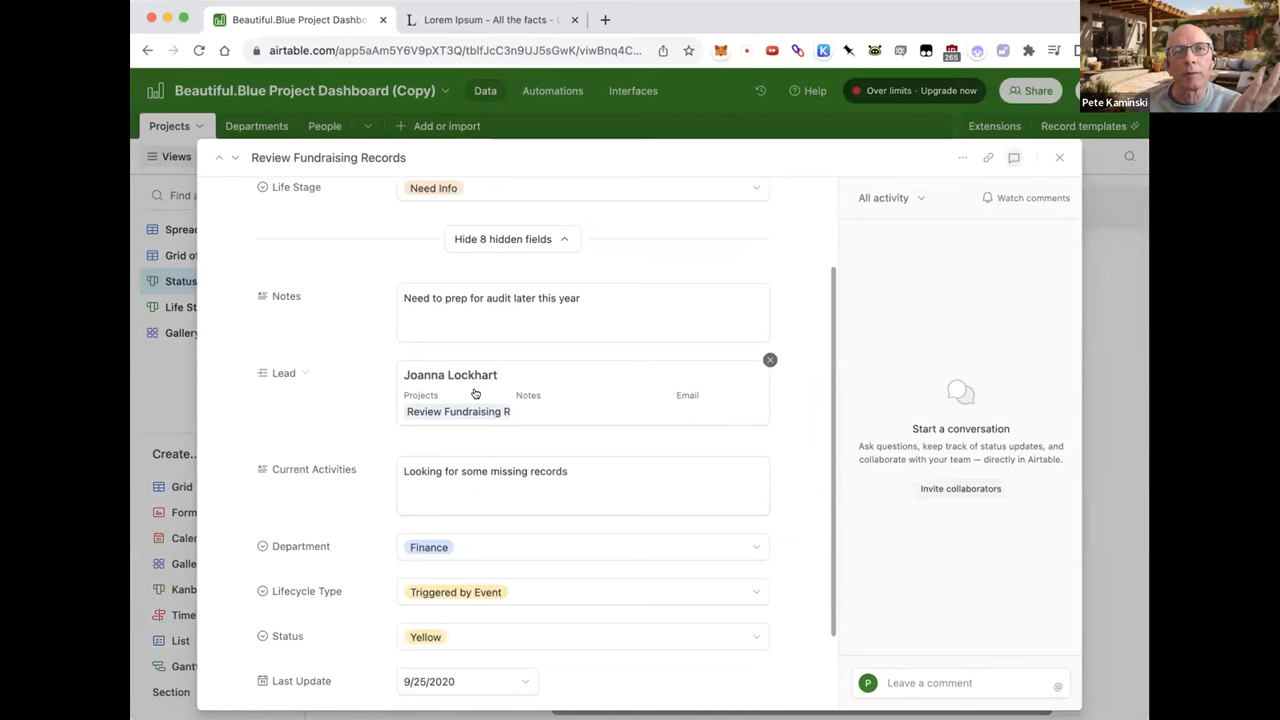 Beautiful.Blue Project Dashbo
Lorem Ipsum - All the facts -
airtable.com/app5aAm5Y6V9pXT3Q/tblfJcC3n9UJ5sGwK/viwBnq4C...
265
Pete Kaminski
Beautiful.Blue Project Dashboard (Copy)
Data
Automations
Interfaces
Help
Over limits · Upgrade now
Share
Projects
Departments
People
Add or import
Extensions
Record templates
Views
Review Fundraising Records
Find a
Sprea
Grid of
Status
Life St
Gallery
Create...
Grid
Form
Caler
Galle
Kanb
Time
List
Gantt
Section
Life Stage
Need Info
Hide 8 hidden fields
Notes
Need to prep for audit later this year
Lead
Joanna Lockhart
Projects
Notes
Email
Review Fundraising R
Current Activities
Looking for some missing records
Department
Finance
Lifecycle Type
Triggered by Event
Status
Yellow
Last Update
9/25/2020
All activity
Watch comments
Start a conversation
Ask questions, keep track of status updates, and
collaborate with your team — directly in Airtable.
Invite collaborators
P
Leave a comment
@